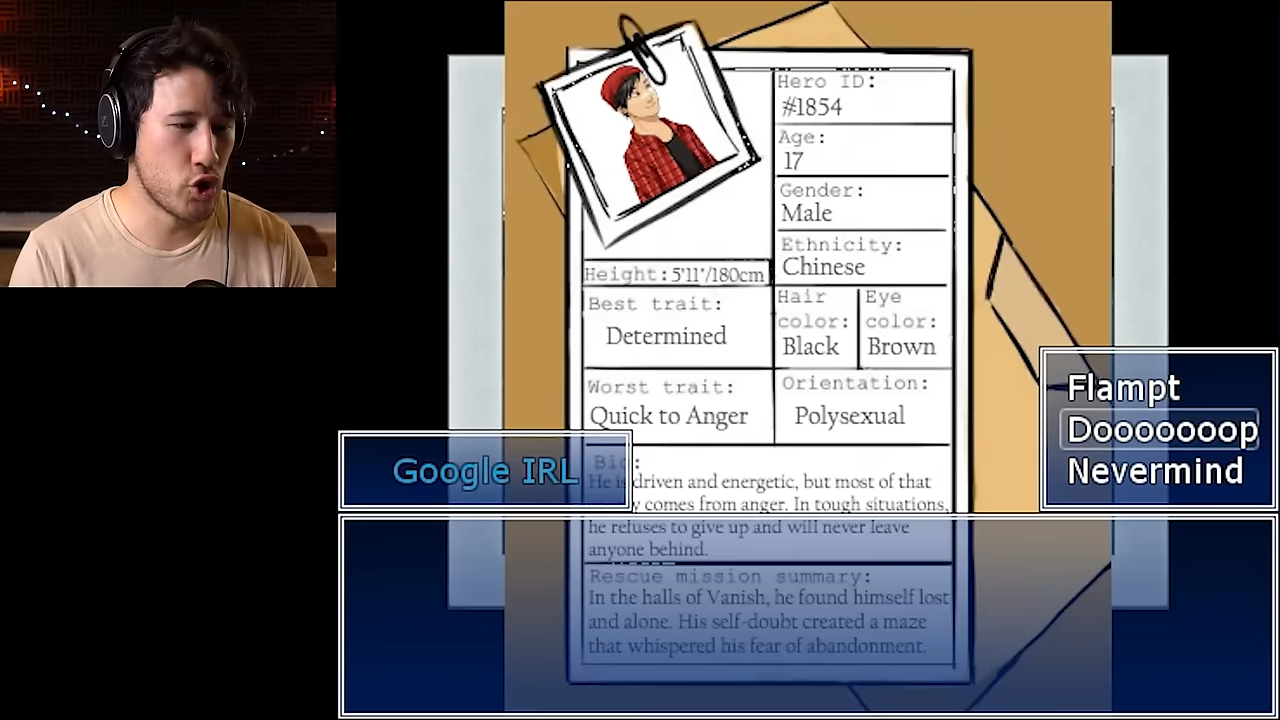 Hero ID:
#1854
Age:
17
Gender:
Male
Ethnicity:
Chinese
Height: 5'11"/180cm
Hair color:
Black
Eye color:
Brown
Best trait:
Determined
Worst trait:
Quick to Anger
Orientation:
Polysexual
Bio:
He is driven and energetic, but most of that
comes from anger. In tough situations,
he refuses to give up and will never leave
anyone behind.
Rescue mission summary:
In the halls of Vanish, he found himself lost
and alone. His self-doubt created a maze
that whispered his fear of abandonment.
Google IRL
Flampt
Dooooooop
Nevermind